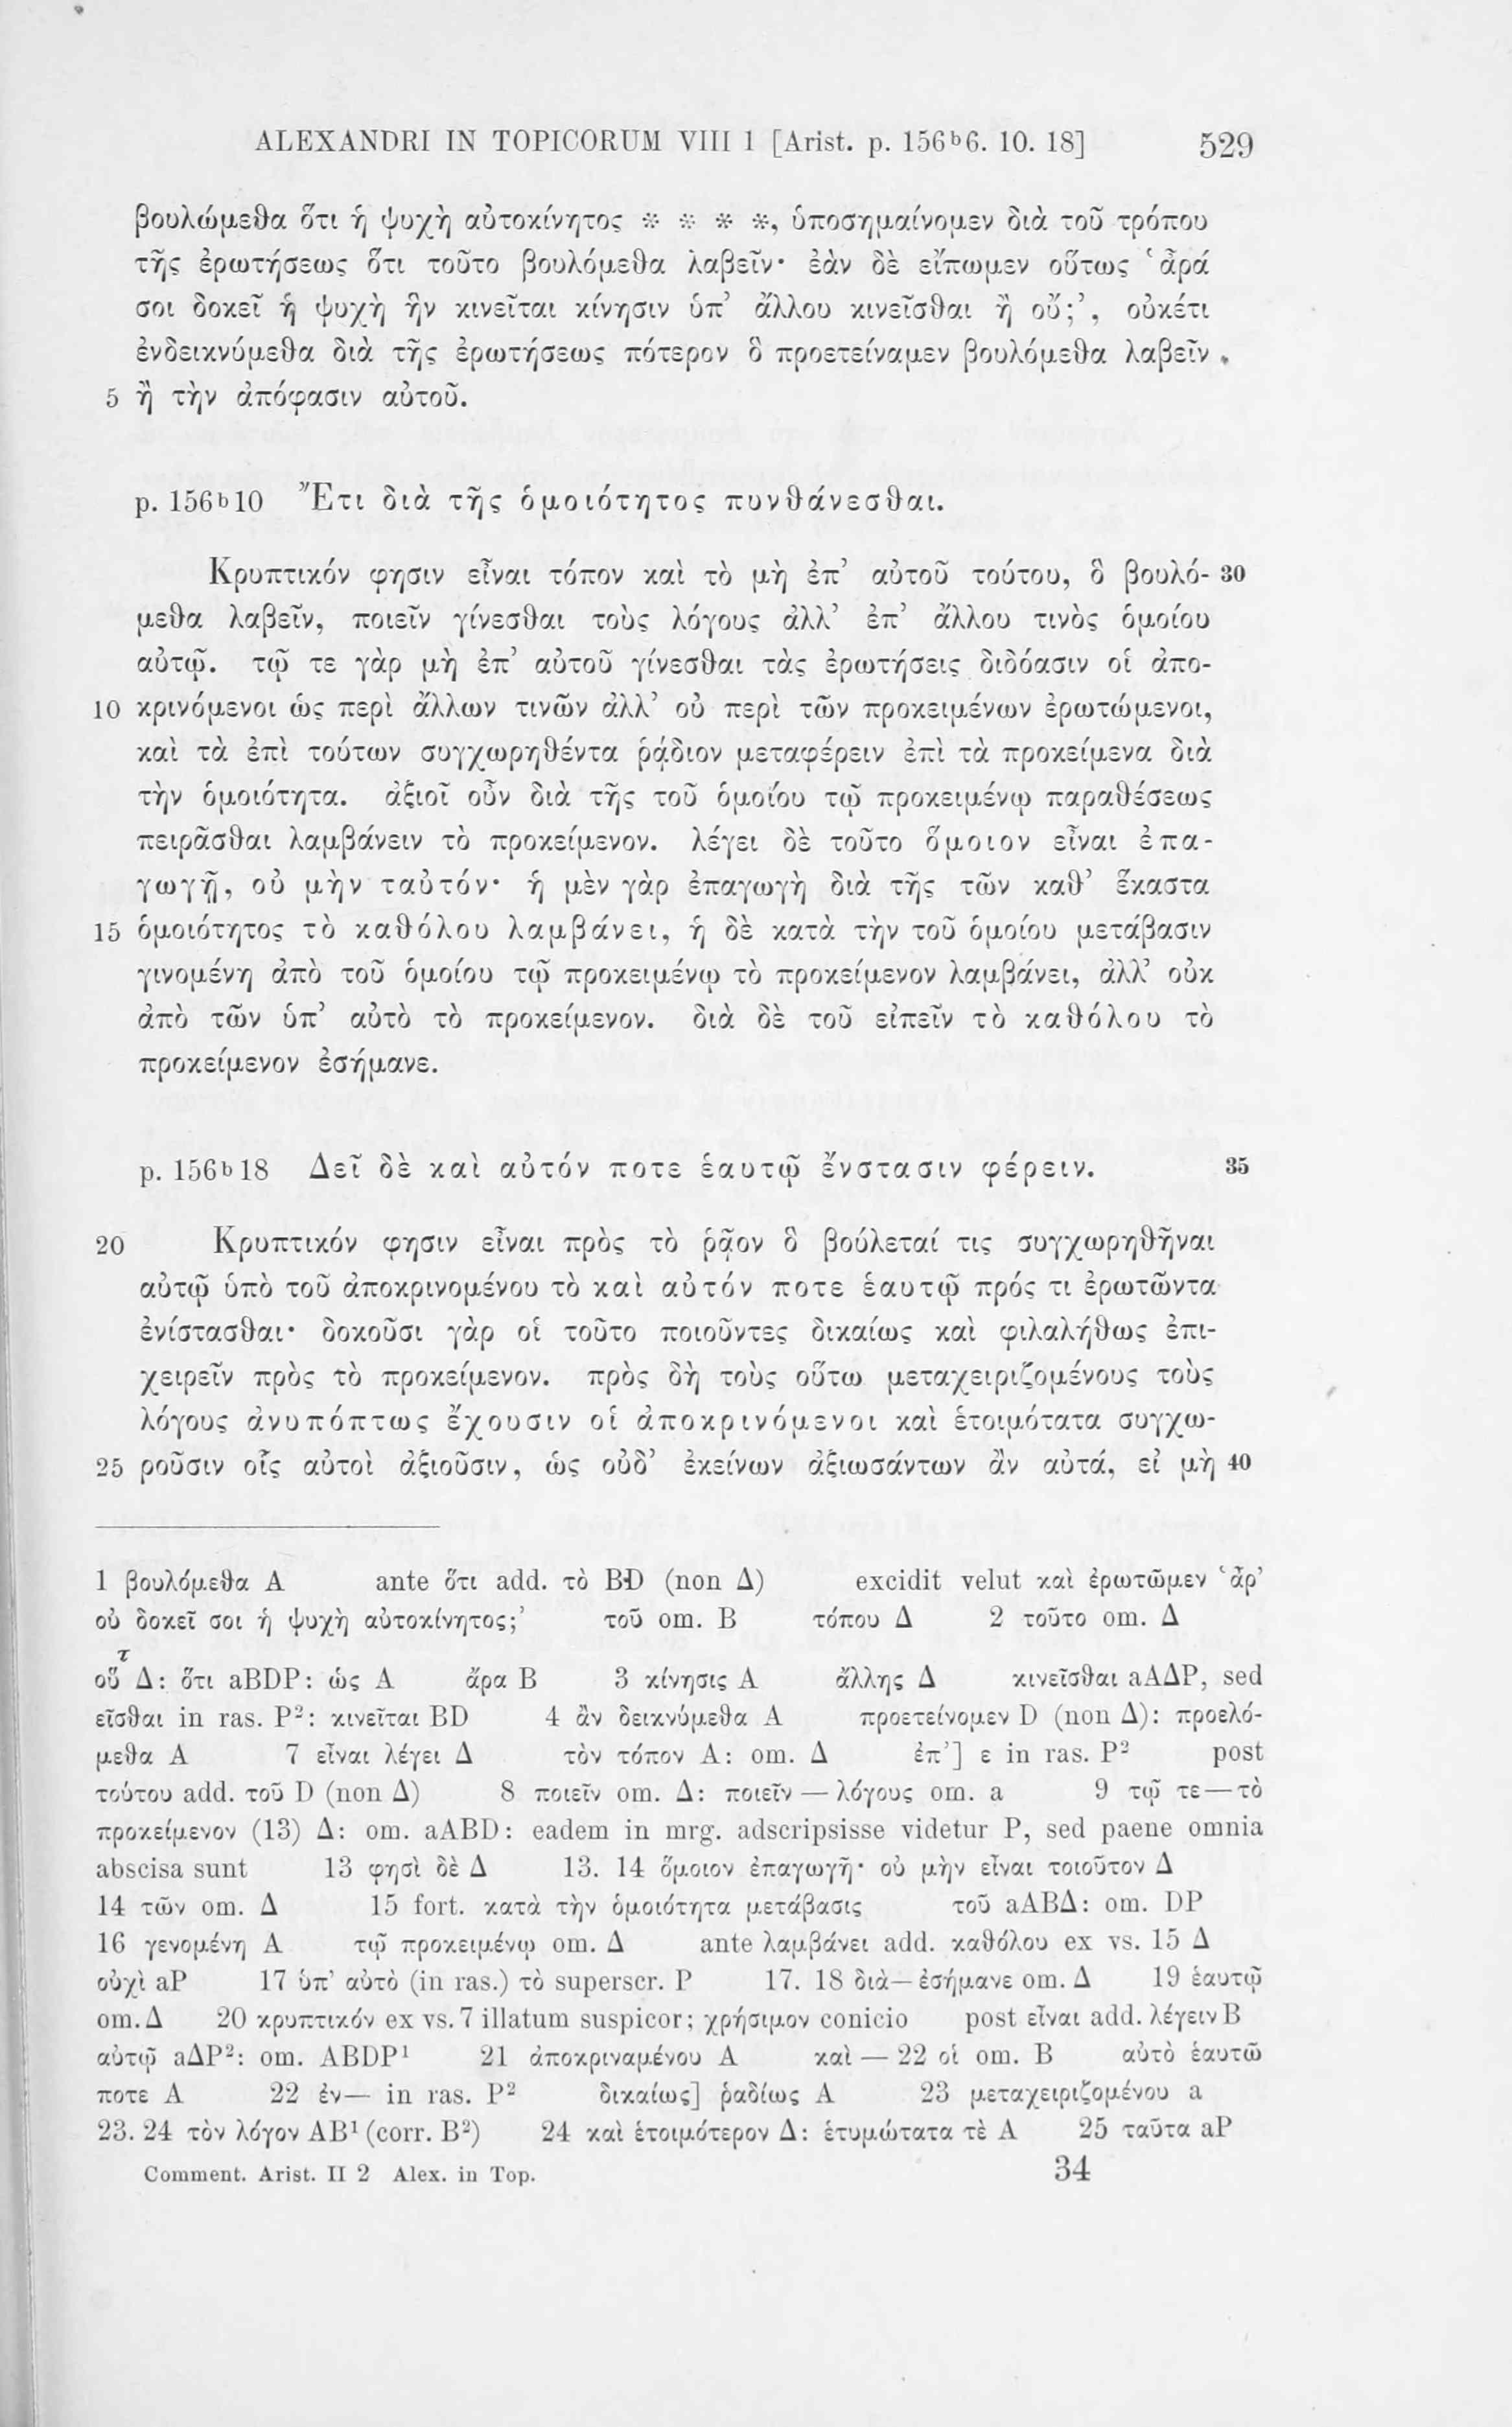 ALEXANDRI IN TOPICORUM VIII 1 [Arist. p. 156b6. 10. 18] 529
βουλώμεθα ὅτι ἡ ψυχὴ αὐτοκίνητος * * * *, ὑποσημαίνομεν διὰ τοῦ τρόπου
τῆς ἐρωτήσεως ὅτι τοῦτο βουλόμεθα λαβεῖν· ἐὰν δὲ εἴπωμεν οὕτως ‘ἆρά
σοι δοκεῖ ἡ ψυχὴ ἣν κινεῖται κίνησιν ὑπ’ ἄλλου κινεῖσθαι ἢ οὔ;’, οὐκέτι
ἐνδεικνύμεθα διὰ τῆς ἐρωτήσεως πότερον ὃ προετείναμεν βουλόμεθα λαβεῖν
5 ἢ τὴν ἀπόφασιν αὐτοῦ.
p. 156b10 Ἔτι διὰ τῆς ὁμοιότητος πυνθάνεσθαι.
Κρυπτικόν φησιν εἶναι τόπον καὶ τὸ μὴ ἐπ’ αὐτοῦ τούτου, ὃ βουλό- 30
μεθα λαβεῖν, ποιεῖν γίνεσθαι τοὺς λόγους ἀλλ’ ἐπ’ ἄλλου τινὸς ὁμοίου
αὐτῷ. τῷ τε γὰρ μὴ ἐπ’ αὐτοῦ γίνεσθαι τὰς ἐρωτήσεις διδόασιν οἱ ἀπο-
10 κρινόμενοι ὡς περὶ ἄλλων τινῶν ἀλλ’ οὐ περὶ τῶν προκειμένων ἐρωτώμενοι,
καὶ τὰ ἐπὶ τούτων συγχωρηθέντα ῥᾴδιον μεταφέρειν ἐπὶ τὰ προκείμενα διὰ
τὴν ὁμοιότητα. ἀξιοῖ οὖν διὰ τῆς τοῦ ὁμοίου τῷ προκειμένῳ παραθέσεως
πειρᾶσθαι λαμβάνειν τὸ προκείμενον. λέγει δὲ τοῦτο ὅμοιον εἶναι ἐπα-
γωγῇ, οὐ μὴν ταὐτόν· ἡ μὲν γὰρ ἐπαγωγὴ διὰ τῆς τῶν καθ’ ἕκαστα
15 ὁμοιότητος τὸ καθόλου λαμβάνει, ἡ δὲ κατὰ τὴν τοῦ ὁμοίου μετάβασιν
γινομένη ἀπὸ τοῦ ὁμοίου τῷ προκειμένῳ τὸ προκείμενον λαμβάνει, ἀλλ’ οὐκ
ἀπὸ τῶν ὑπ’ αὐτὸ τὸ προκείμενον. διὰ δὲ τοῦ εἰπεῖν τὸ καθόλου τὸ
προκείμενον ἐσήμανε.
p. 156b18 Δεῖ δὲ καὶ αὐτόν ποτε ἑαυτῷ ἔνστασιν φέρειν. 35
20 Κρυπτικόν φησιν εἶναι πρὸς τὸ ῥᾷον ὃ βούλεταί τις συγχωρηθῆναι
αὐτῷ ὑπὸ τοῦ ἀποκρινομένου τὸ καὶ αὐτόν ποτε ἑαυτῷ πρός τι ἐρωτῶντα
ἐνίστασθαι· δοκοῦσι γὰρ οἱ τοῦτο ποιοῦντες δικαίως καὶ φιλαλήθως ἐπι-
χειρεῖν πρὸς τὸ προκείμενον. πρὸς δὴ τοὺς οὕτω μεταχειριζομένους τοὺς
λόγους ἀνυπόπτως ἔχουσιν οἱ ἀποκρινόμενοι καὶ ἑτοιμότατα συγχω-
25 ροῦσιν οἷς αὐτοὶ ἀξιοῦσιν, ὡς οὐδ’ ἐκείνων ἀξιωσάντων ἂν αὐτά, εἰ μὴ 40
1 βουλόμεθα A ante ὅτι add. τὸ BD (non Δ) excidit velut καὶ ἐρωτῶμεν ‘ἆρ’
οὐ δοκεῖ σοι ἡ ψυχὴ αὐτοκίνητος;’ τοῦ om. B τόπου Δ 2 τοῦτο om. Δ
οὕτ Δ: ὅτι aBDP: ὡς A ἄρα B 3 κίνησις A ἄλλης Δ κινεῖσθαι aAΔP, sed
εῖσθαι in ras. P²: κινεῖται BD 4 ἂν δεικνύμεθα A προετείνομεν D (non Δ): προελό-
μεθα A 7 εἶναι λέγει Δ τὸν τόπον A: om. Δ ἐπ’] ε in ras. P² post
τούτου add. τοῦ D (non Δ) 8 ποιεῖν om. Δ: ποιεῖν — λόγους om. a 9 τῷ τε — τὸ
προκείμενον (13) Δ: om. aABD: eadem in mrg. adscripsisse videtur P, sed paene omnia
abscisa sunt 13 φησὶ δὲ Δ 13. 14 ὅμοιον ἐπαγωγῇ· οὐ μὴν εἶναι τοιοῦτον Δ
14 τῶν om. Δ 15 fort. κατὰ τὴν ὁμοιότητα μετάβασις τοῦ aABΔ: om. DP
16 γενομένη A τῷ προκειμένῳ om. Δ ante λαμβάνει add. καθόλου ex vs. 15 Δ
οὐχὶ aP 17 ὑπ’ αὐτὸ (in ras.) τὸ superscr. P 17. 18 διὰ — ἐσήμανε om. Δ 19 ἑαυτῷ
om. Δ 20 κρυπτικόν ex vs. 7 illatum suspicor; χρήσιμον conicio post εἶναι add. λέγειν B
αὐτῷ aΔP²: om. ABDP¹ 21 ἀποκριναμένου A καὶ — 22 οἱ om. B αὐτὸ ἑαυτῶ
ποτε A 22 ἐν— in ras. P² δικαίως] ῥαδίως A 23 μεταχειριζομένου a
23. 24 τὸν λόγον AB¹ (corr. B²) 24 καὶ ἑτοιμότερον Δ: ἑτυμώτατα τὲ A 25 ταῦτα aP
Comment. Arist. II 2 Alex. in Top. 34